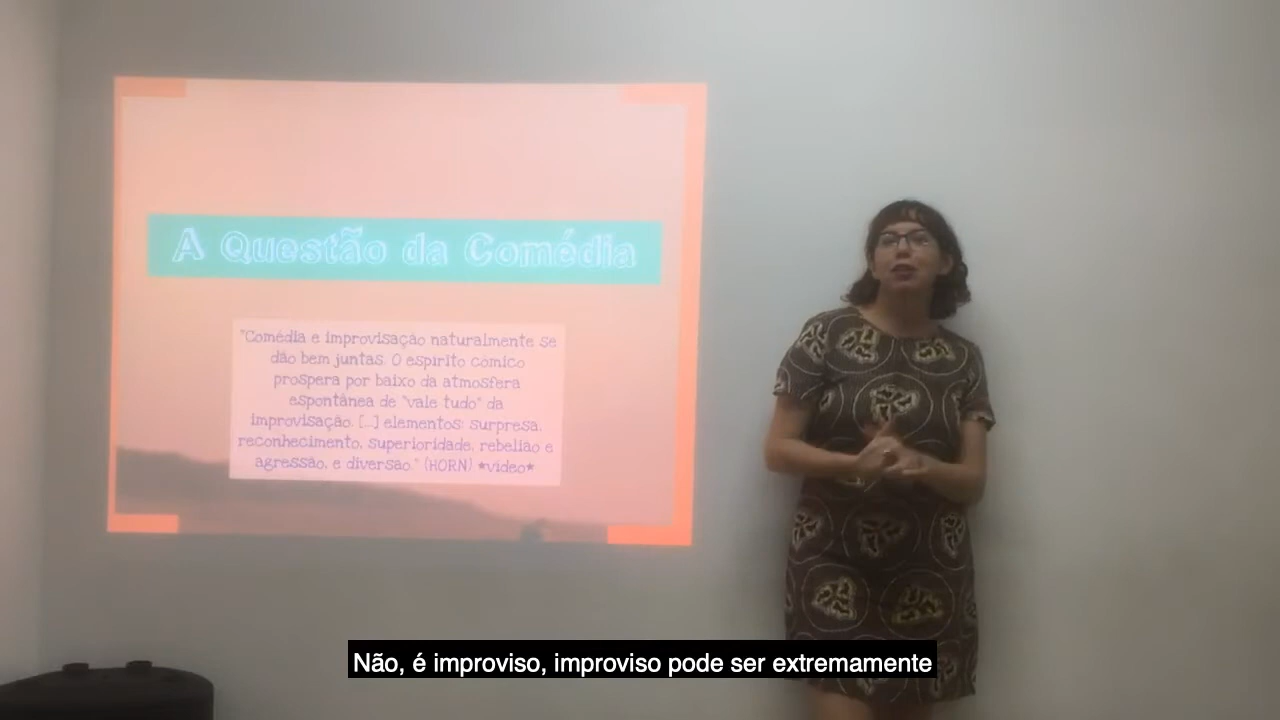 A Questão da Comédia
"Comédia e improvisação naturalmente se
dão bem juntas. O espírito cômico
prospera por baixo da atmosfera
espontânea de "vale tudo" da
improvisação. [...] elementos: surpresa,
reconhecimento, superioridade, rebelião e
agressão, e diversão." (HORN) *vídeo*
Não, é improviso, improviso pode ser extremamente